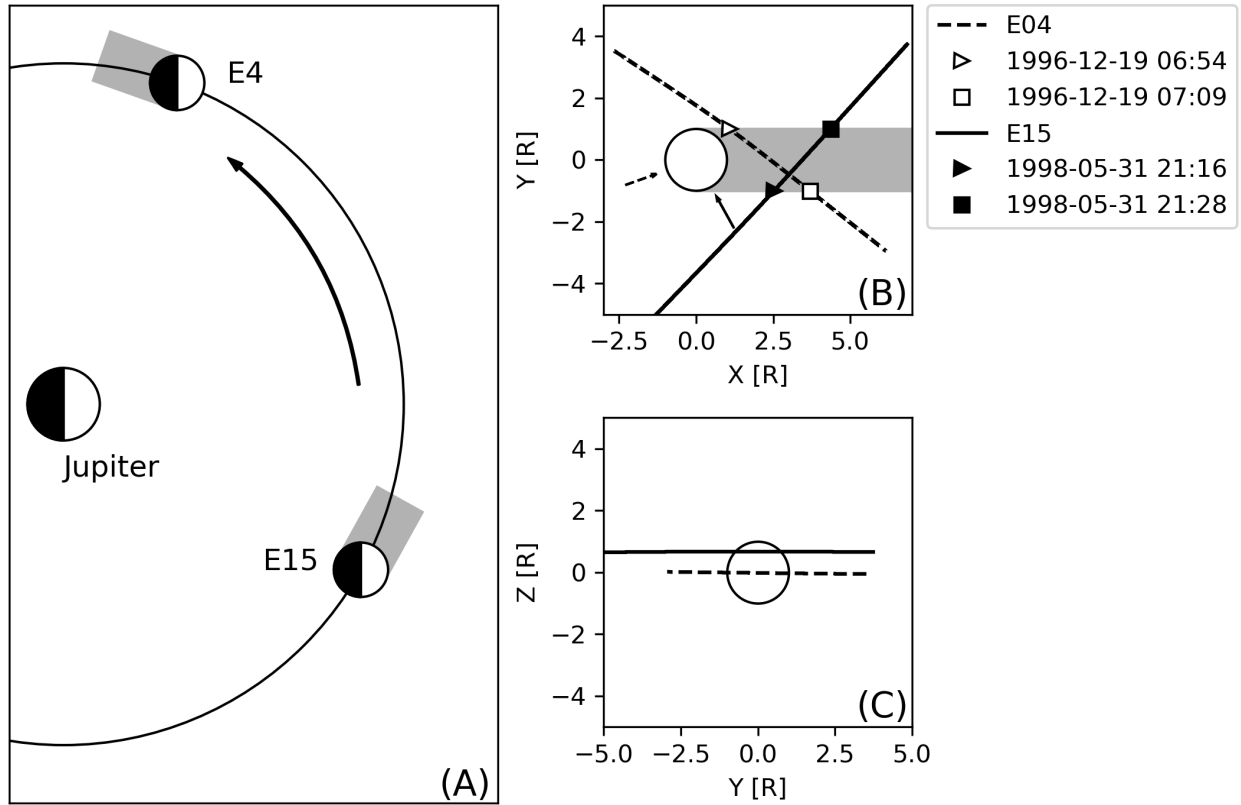 E4
Jupiter
E15
(A)
4
2
0
−2
−4
Y [R]
−2.5 0.0 2.5 5.0
X [R]
(B)
E04
1996-12-19 06:54
1996-12-19 07:09
E15
1998-05-31 21:16
1998-05-31 21:28
4
2
0
−2
−4
Z [R]
−5.0 −2.5 0.0 2.5 5.0
Y [R]
(C)